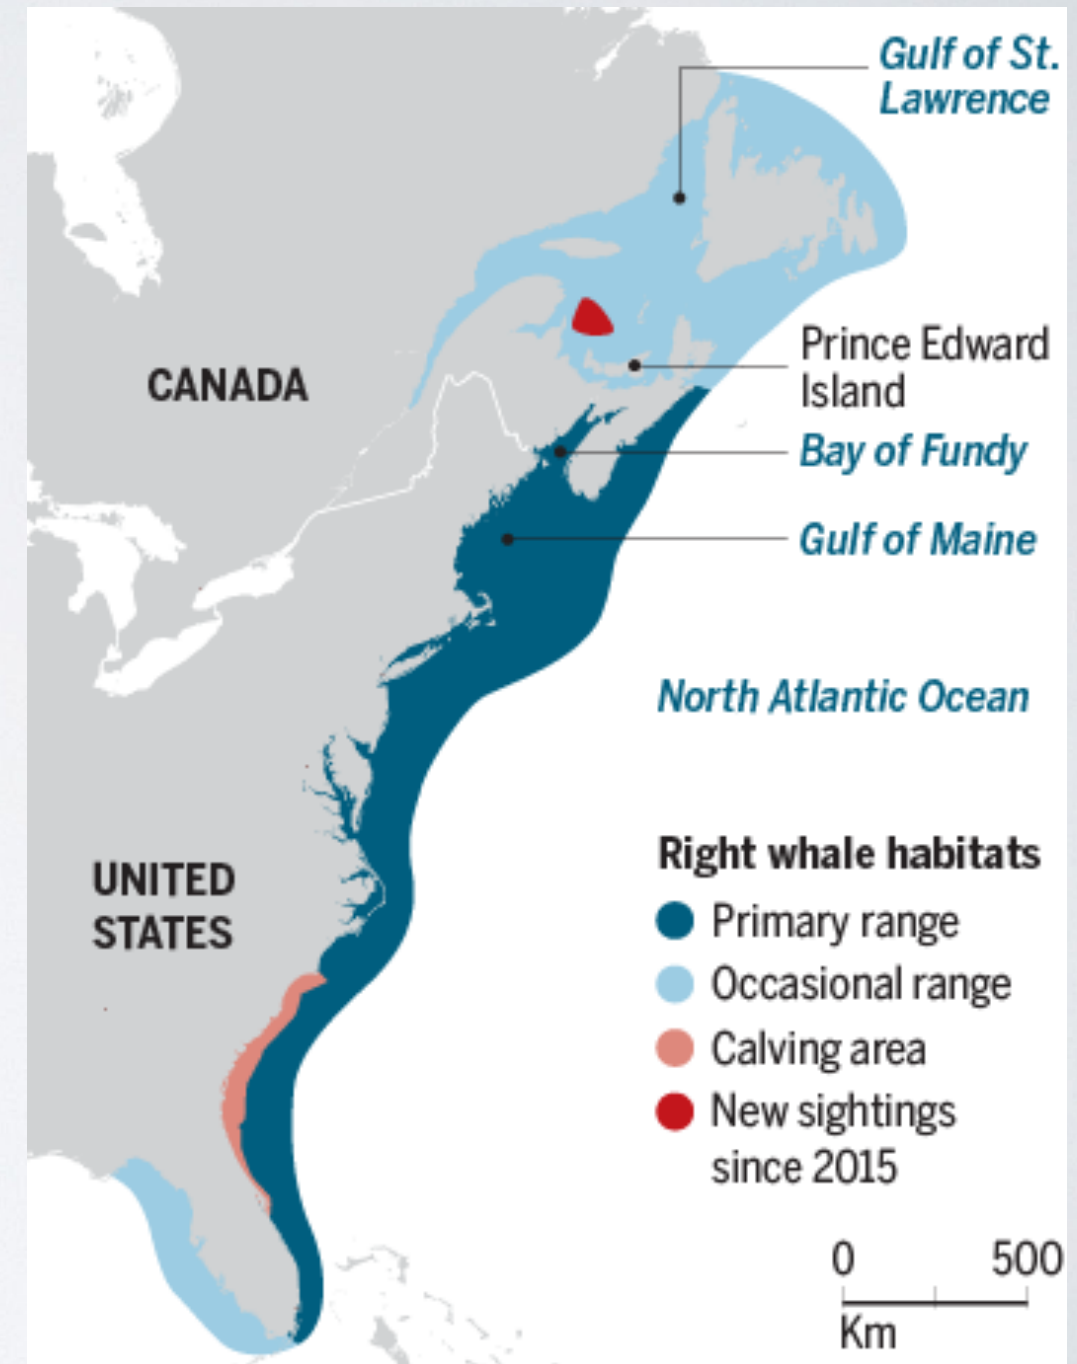 Gulf of St.
Lawrence
Prince Edward
Island
CANADA
Bay of Fundy
Gulf of Maine
North Atlantic Ocean
Right whale habitats
UNITED
STATES
Primary range
Occasional range
Calving area
New sightings
since 2015
0 500
Km